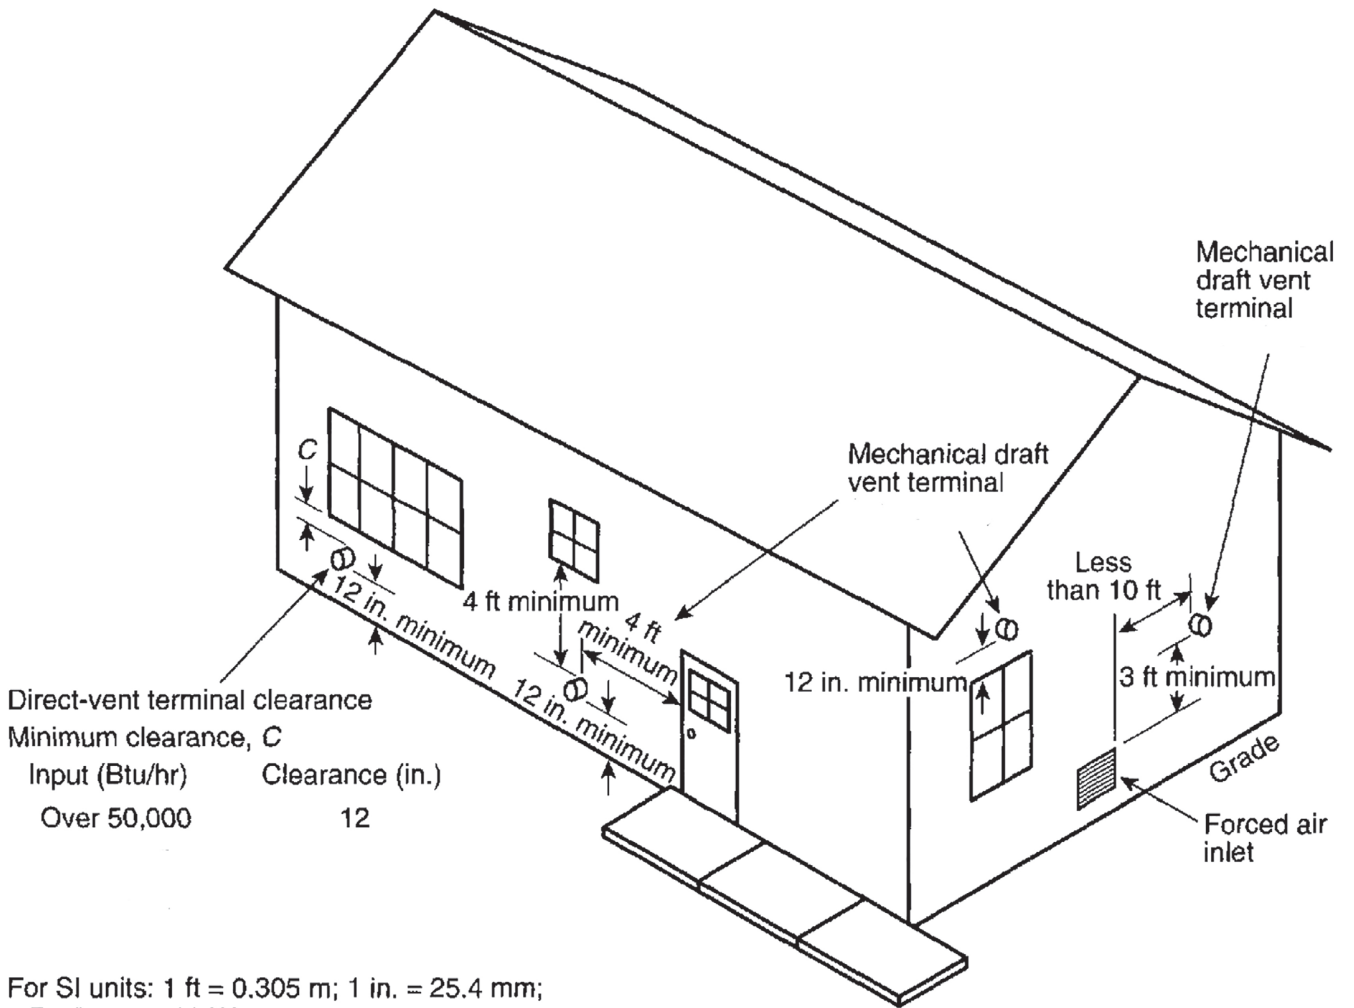 Mechanical
draft vent
terminal
Mechanical draft
vent terminal
C
Less
than 10 ft
4 ft minimum
4 ft
minimum
12 in. minimum
12 in. minimum
12 in. minimum
3 ft minimum
Direct-vent terminal clearance
Minimum clearance, C
Input (Btu/hr) Clearance (in.)
Over 50,000 12
Grade
Forced air
inlet
For SI units: 1 ft = 0.305 m; 1 in. = 25.4 mm;